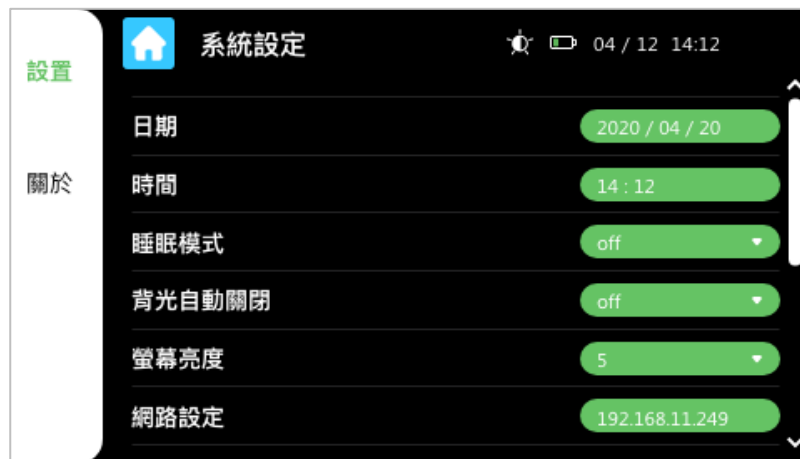 設置
關於
系統設定
04 / 12 14:12
日期
2020 / 04 / 20
時間
14 : 12
睡眠模式
off
背光自動關閉
off
螢幕亮度
5
網路設定
192.168.11.249